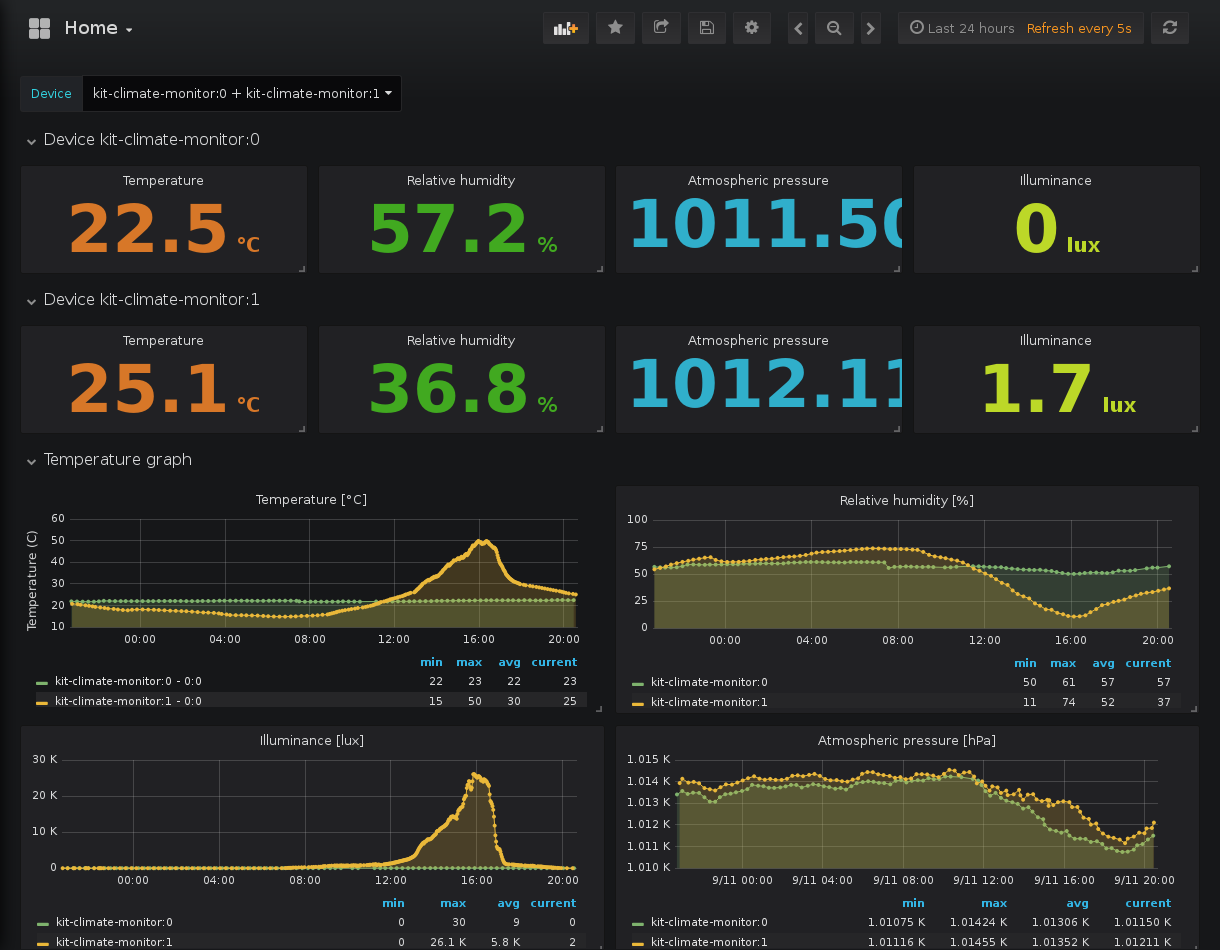 Home
Last 24 hours Refresh every 5s
Device kit-climate-monitor:0 + kit-climate-monitor:1
Device kit-climate-monitor:0
Temperature Relative humidity Atmospheric pressure Illuminance
22.5 °C 57.2 % 1011.50 0 lux
Device kit-climate-monitor:1
Temperature Relative humidity Atmospheric pressure Illuminance
25.1 °C 36.8 % 1012.11 1.7 lux
Temperature graph
Temperature [°C]
Temperature (C)
60
50
40
30
20
10
00:00 04:00 08:00 12:00 16:00 20:00
min max avg current
kit-climate-monitor:0 - 0:0 22 23 22 23
kit-climate-monitor:1 - 0:0 15 50 30 25
Relative humidity [%]
100
75
50
25
0
00:00 04:00 08:00 12:00 16:00 20:00
min max avg current
kit-climate-monitor:0 50 61 57 57
kit-climate-monitor:1 11 74 52 37
Illuminance [lux]
30 K
20 K
10 K
0
00:00 04:00 08:00 12:00 16:00 20:00
min max avg current
kit-climate-monitor:0 0 30 9 0
kit-climate-monitor:1 0 26.1 K 5.8 K 2
Atmospheric pressure [hPa]
1.015 K
1.014 K
1.013 K
1.012 K
1.011 K
1.010 K
9/11 00:00 9/11 04:00 9/11 08:00 9/11 12:00 9/11 16:00 9/11 20:00
min max avg current
kit-climate-monitor:0 1.01075 K 1.01424 K 1.01306 K 1.01150 K
kit-climate-monitor:1 1.01116 K 1.01455 K 1.01352 K 1.01211 K